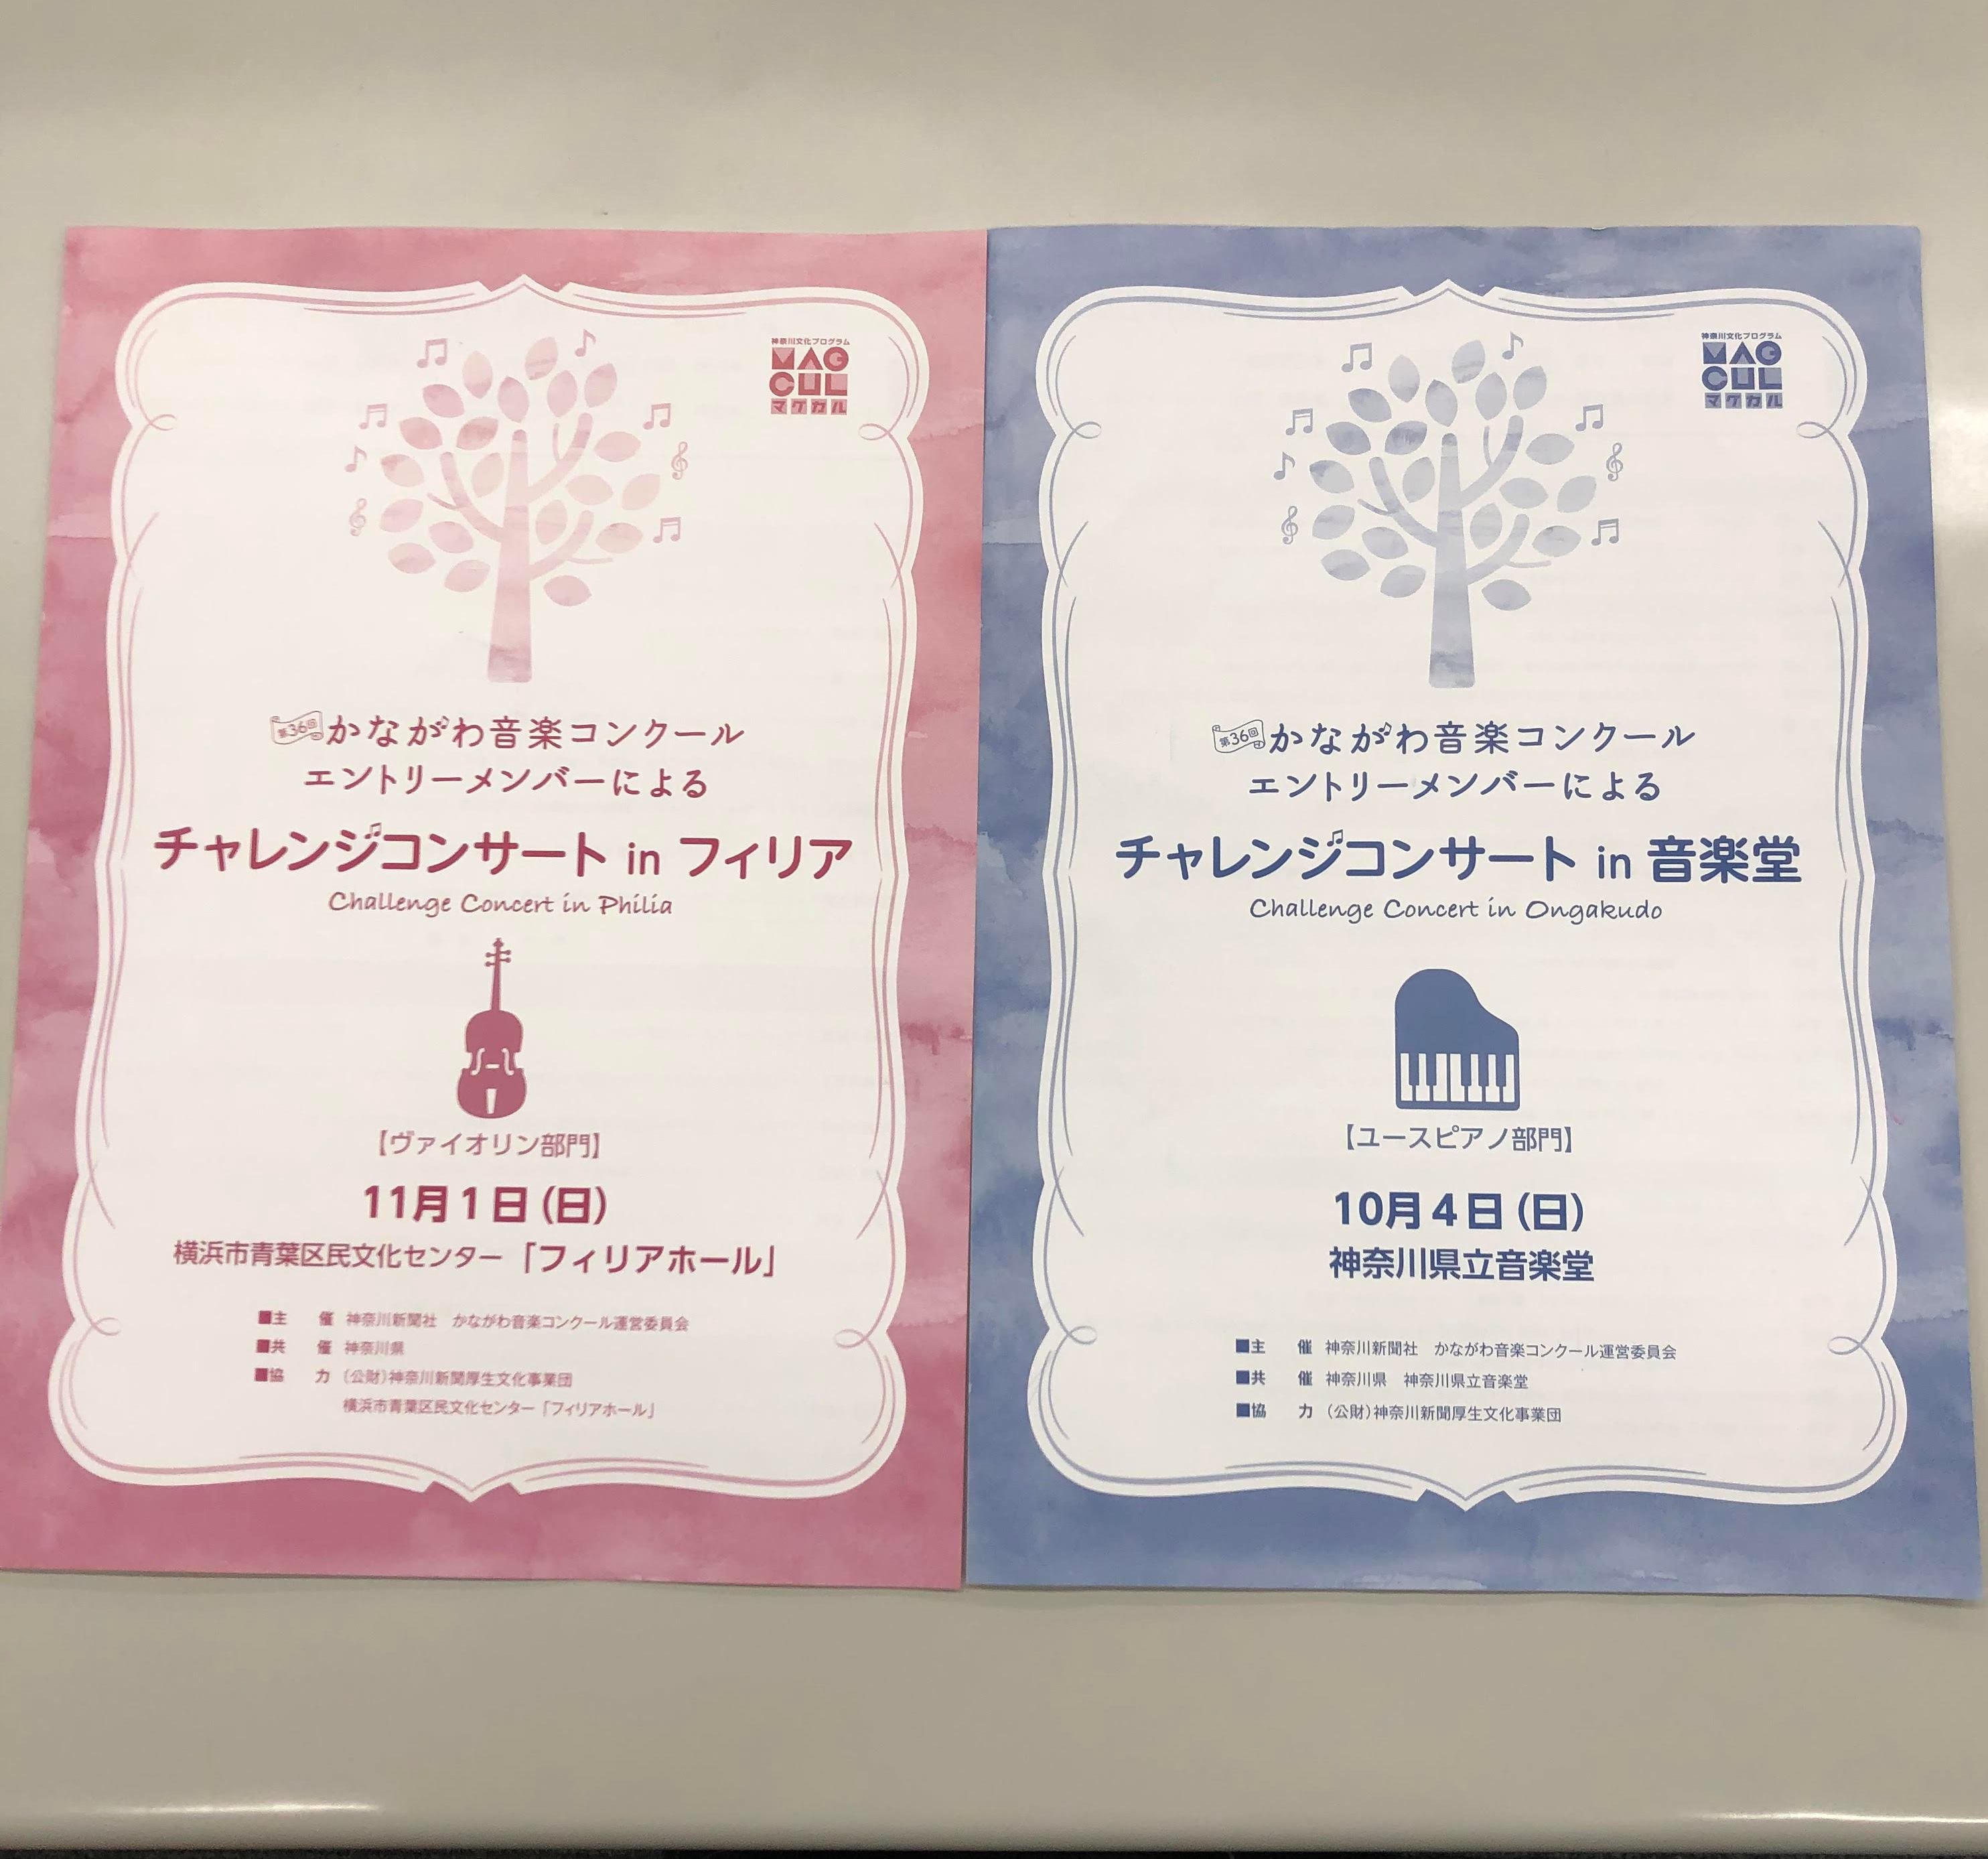 神奈川文化プログラム
MAG
CUL
マグカル
第36回 かながわ音楽コンクール
エントリーメンバーによる
チャレンジコンサート in フィリア
Challenge Concert in Philia
【ヴァイオリン部門】
11月1日(日)
横浜市青葉区民文化センター「フィリアホール」
■主　催 神奈川新聞社　かながわ音楽コンクール運営委員会
■共　催 神奈川県
■協　力 (公財)神奈川新聞厚生文化事業団
横浜市青葉区民文化センター「フィリアホール」
神奈川文化プログラム
MAG
CUL
マグカル
第36回 かながわ音楽コンクール
エントリーメンバーによる
チャレンジコンサート in 音楽堂
Challenge Concert in Ongakudo
【ユースピアノ部門】
10月4日(日)
神奈川県立音楽堂
■主　催 神奈川新聞社　かながわ音楽コンクール運営委員会
■共　催 神奈川県　神奈川県立音楽堂
■協　力 (公財)神奈川新聞厚生文化事業団